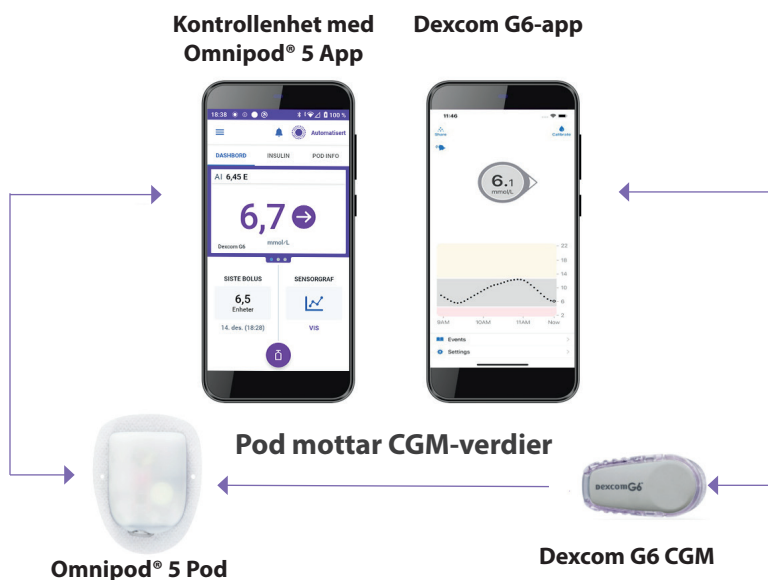 Kontrollenhet med
Omnipod® 5 App
Dexcom G6-app
18:38
100 %
Automatisert
DASHBORD INSULIN POD INFO
AI 6,45 E
6,7
mmol/L
Dexcom G6
SISTE BOLUS
6,5
Enheter
14. des. (18:28)
SENSORGRAF
VIS
11:46
Share
Calibrate
6.1
mmol/L
22
18
14
10
6
2
9AM 10AM 11AM Now
Events
Settings
Pod mottar CGM-verdier
Dexcom G6
Omnipod® 5 Pod
Dexcom G6 CGM